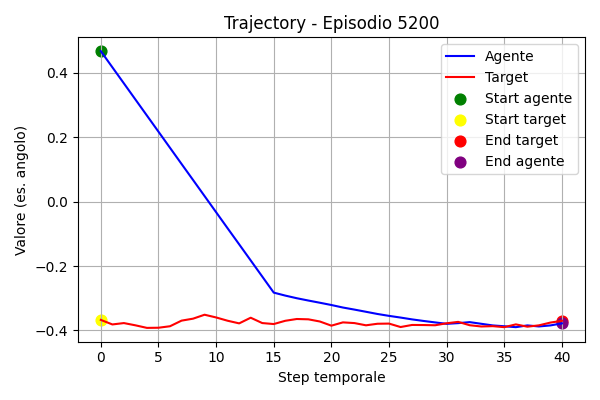 Trajectory - Episodio 5200
Valore (es. angolo)
0.4
0.2
0.0
−0.2
−0.4
Agente
Target
Start agente
Start target
End target
End agente
0 5 10 15 20 25 30 35 40
Step temporale